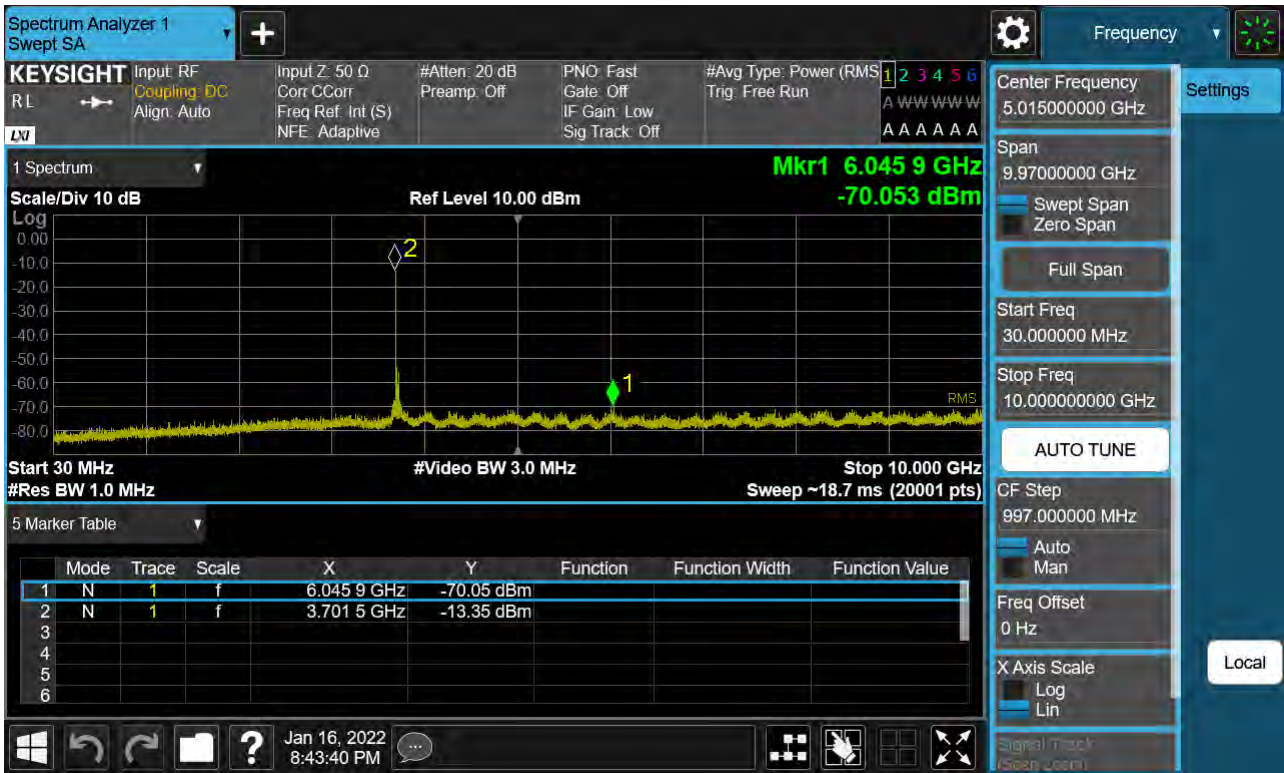 Spectrum Analyzer 1
Swept SA
Frequency
KEYSIGHT
RL
LXI
Input: RF
Coupling: DC
Align: Auto
Input Z: 50 Ω
Corr CCorr
Freq Ref: Int (S)
NFE: Adaptive
#Atten: 20 dB
Preamp: Off
PNO: Fast
Gate: Off
IF Gain: Low
Sig Track: Off
#Avg Type: Power (RMS
Trig: Free Run
1 2 3 4 5 6
A W W W W W
A A A A A A
1 Spectrum
Scale/Div 10 dB
Ref Level 10.00 dBm
Mkr1 6.045 9 GHz
-70.053 dBm
Log
0.00
-10.0
-20.0
-30.0
-40.0
-50.0
-60.0
-70.0
-80.0
2
1
RMS
Start 30 MHz
#Video BW 3.0 MHz
Stop 10.000 GHz
#Res BW 1.0 MHz
Sweep ~18.7 ms (20001 pts)
5 Marker Table
Mode Trace Scale X Y Function Function Width Function Value
1 N 1 f 6.045 9 GHz -70.05 dBm
2 N 1 f 3.701 5 GHz -13.35 dBm
3
4
5
6
Jan 16, 2022
8:43:40 PM
Center Frequency
5.015000000 GHz
Span
9.97000000 GHz
Swept Span
Zero Span
Full Span
Start Freq
30.000000 MHz
Stop Freq
10.000000000 GHz
AUTO TUNE
CF Step
997.000000 MHz
Auto
Man
Freq Offset
0 Hz
X Axis Scale
Log
Lin
Signal Track
(Span Zoom)
Settings
Local